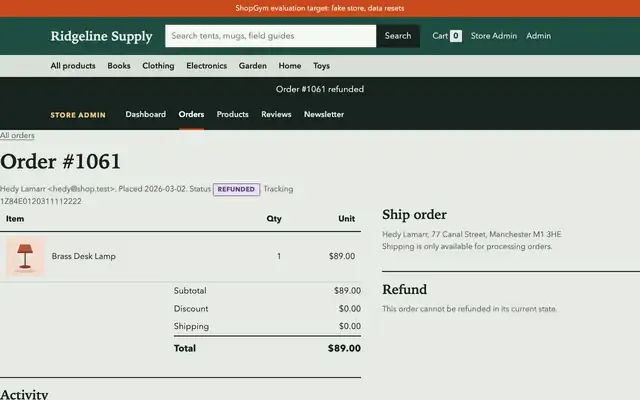 ShopGym evaluation target: fake store, data resets
Ridgeline Supply
Search tents, mugs, field guides
Search
Cart 0
Store Admin
Admin
All products Books Clothing Electronics Garden Home Toys
Order #1061 refunded
STORE ADMIN Dashboard Orders Products Reviews Newsletter
All orders
Order #1061
Hedy Lamarr <hedy@shop.test>. Placed 2026-03-02. Status REFUNDED Tracking
1Z84E0120311112222
Item Qty Unit
Brass Desk Lamp 1 $89.00
Subtotal $89.00
Discount $0.00
Shipping $0.00
Total $89.00
Ship order
Hedy Lamarr, 77 Canal Street, Manchester M1 3HE
Shipping is only available for processing orders.
Refund
This order cannot be refunded in its current state.
Activity